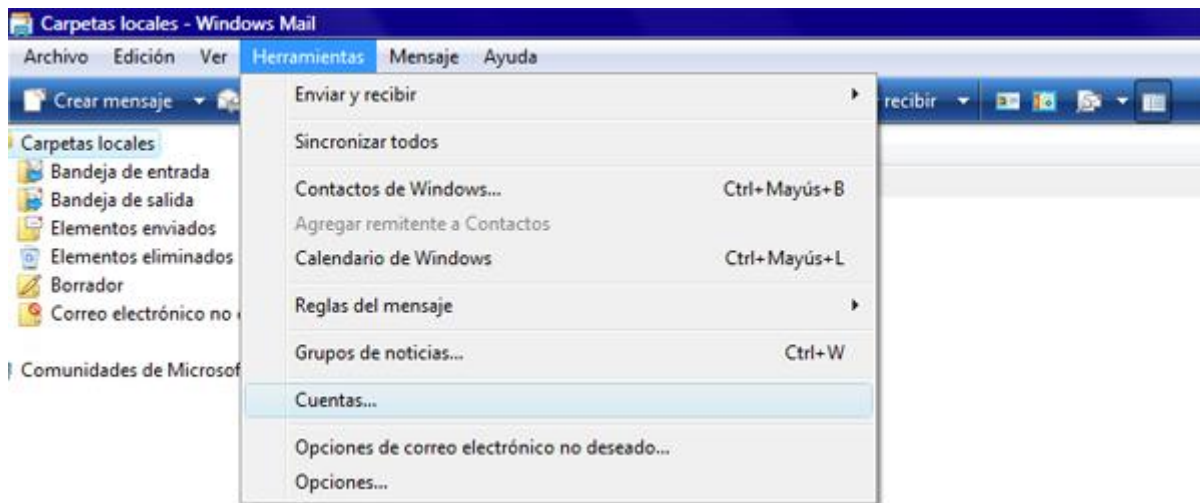 Carpetas locales - Windows Mail
Archivo Edición Ver Herramientas Mensaje Ayuda
Crear mensaje recibir
Carpetas locales
Bandeja de entrada
Bandeja de salida
Elementos enviados
Elementos eliminados
Borrador
Correo electrónico no
Comunidades de Microsof
Enviar y recibir
Sincronizar todos
Contactos de Windows... Ctrl+Mayús+B
Agregar remitente a Contactos
Calendario de Windows Ctrl+Mayús+L
Reglas del mensaje
Grupos de noticias... Ctrl+W
Cuentas...
Opciones de correo electrónico no deseado...
Opciones...